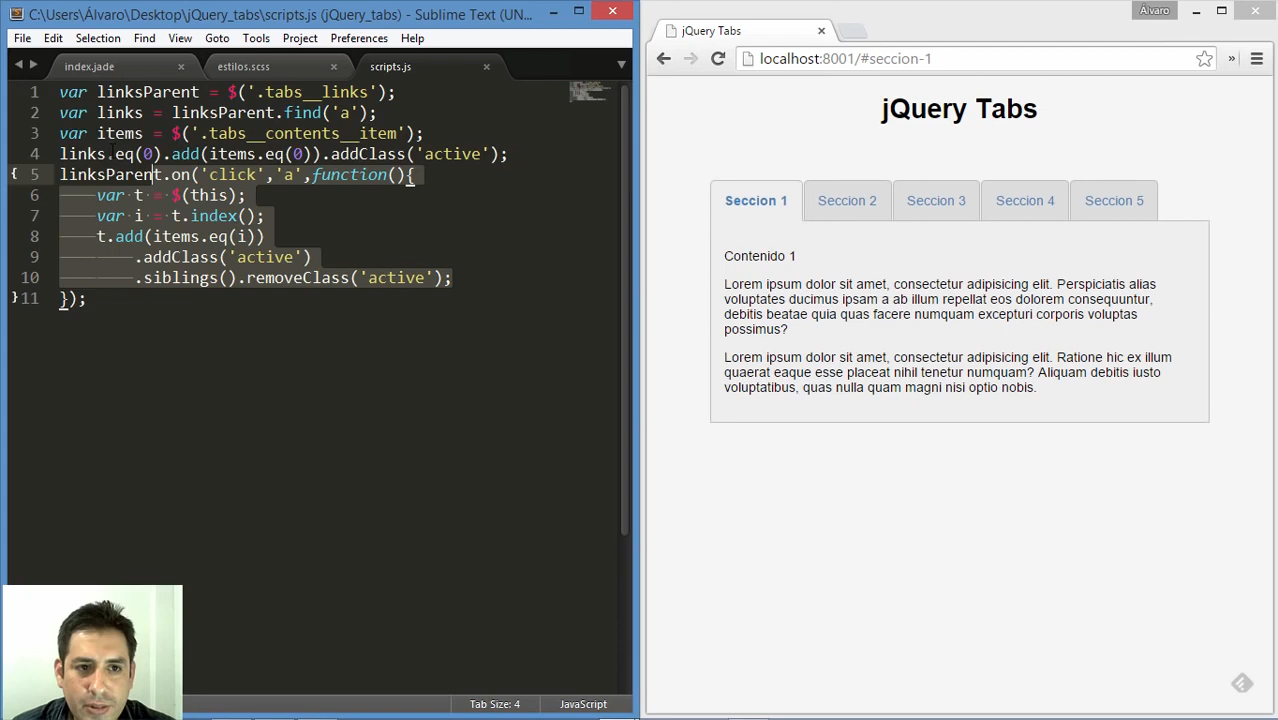 C:\Users\Álvaro\Desktop\jQuery_tabs\scripts.js (jQuery_tabs) - Sublime Text (UN...
File Edit Selection Find View Goto Tools Project Preferences Help
index.jade × estilos.scss × scripts.js ×
1 var linksParent = $('.tabs__links');
2 var links = linksParent.find('a');
3 var items = $('.tabs__contents__item');
4 links.eq(0).add(items.eq(0)).addClass('active');
5 linksParent.on('click','a',function(){
6 var t = $(this);
7 var i = t.index();
8 t.add(items.eq(i))
9 .addClass('active')
10 .siblings().removeClass('active');
11 });
Tab Size: 4 JavaScript
Álvaro
jQuery Tabs
localhost:8001/#seccion-1
jQuery Tabs
Seccion 1 Seccion 2 Seccion 3 Seccion 4 Seccion 5
Contenido 1
Lorem ipsum dolor sit amet, consectetur adipisicing elit. Perspiciatis alias
voluptates ducimus ipsam a ab illum repellat eos dolorem consequuntur,
debitis beatae quia quas facere numquam excepturi corporis voluptas
possimus?
Lorem ipsum dolor sit amet, consectetur adipisicing elit. Ratione hic ex illum
quaerat eaque esse placeat nihil tenetur numquam? Aliquam debitis iusto
voluptatibus, quas nulla quam magni nisi optio nobis.